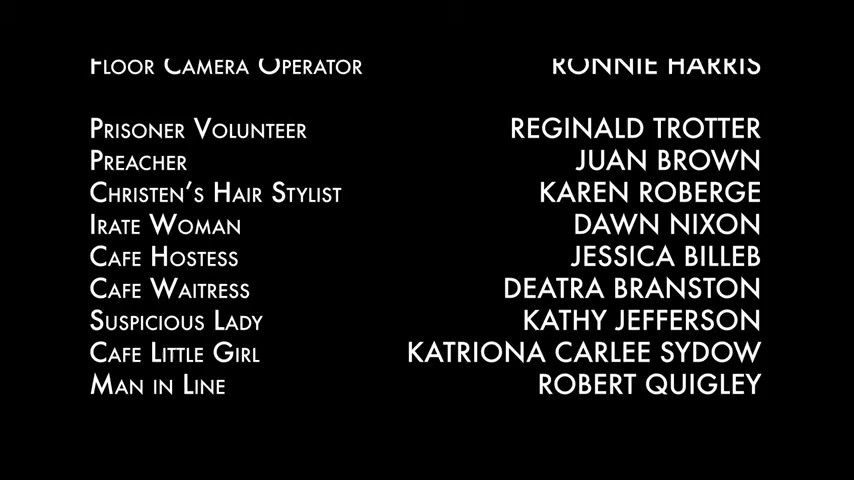 Floor Camera Operator RONNIE HARRIS
Prisoner Volunteer REGINALD TROTTER
Preacher JUAN BROWN
Christen's Hair Stylist KAREN ROBERGE
Irate Woman DAWN NIXON
Cafe Hostess JESSICA BILLEB
Cafe Waitress DEATRA BRANSTON
Suspicious Lady KATHY JEFFERSON
Cafe Little Girl KATRIONA CARLEE SYDOW
Man in Line ROBERT QUIGLEY